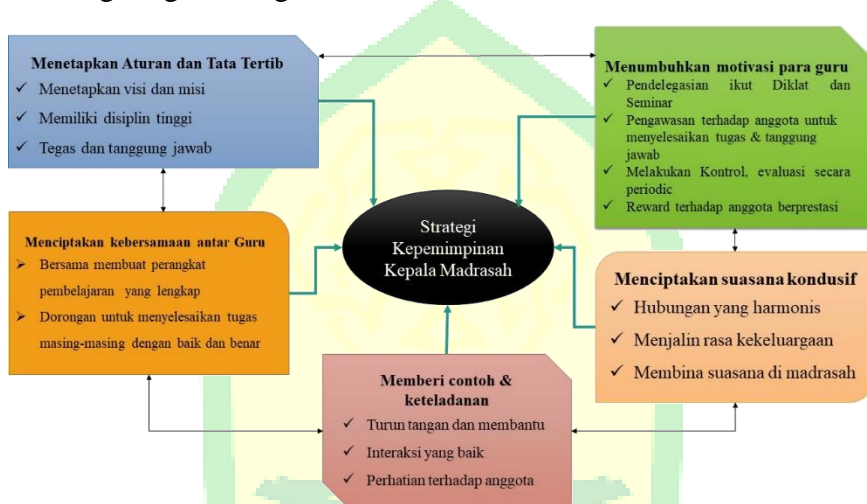 Menetapkan Aturan dan Tata Tertib
✓ Menetapkan visi dan misi
✓ Memiliki disiplin tinggi
✓ Tegas dan tanggung jawab
Menumbuhkan motivasi para guru
✓ Pendelegasian ikut Diklat dan
Seminar
✓ Pengawasan terhadap anggota untuk
menyelesaikan tugas & tanggung
jawab
✓ Melakukan Kontrol, evaluasi secara
periodic
✓ Reward terhadap anggota berprestasi
Strategi
Kepemimpinan
Kepala Madrasah
Menciptakan kebersamaan antar Guru
➢ Bersama membuat perangkat
pembelajaran yang lengkap
➢ Dorongan untuk menyelesaikan tugas
masing-masing dengan baik dan benar
Menciptakan suasana kondusif
✓ Hubungan yang harmonis
✓ Menjalin rasa kekeluargaan
✓ Membina suasana di madrasah
Memberi contoh &
keteladanan
✓ Turun tangan dan membantu
✓ Interaksi yang baik
✓ Perhatian terhadap anggota